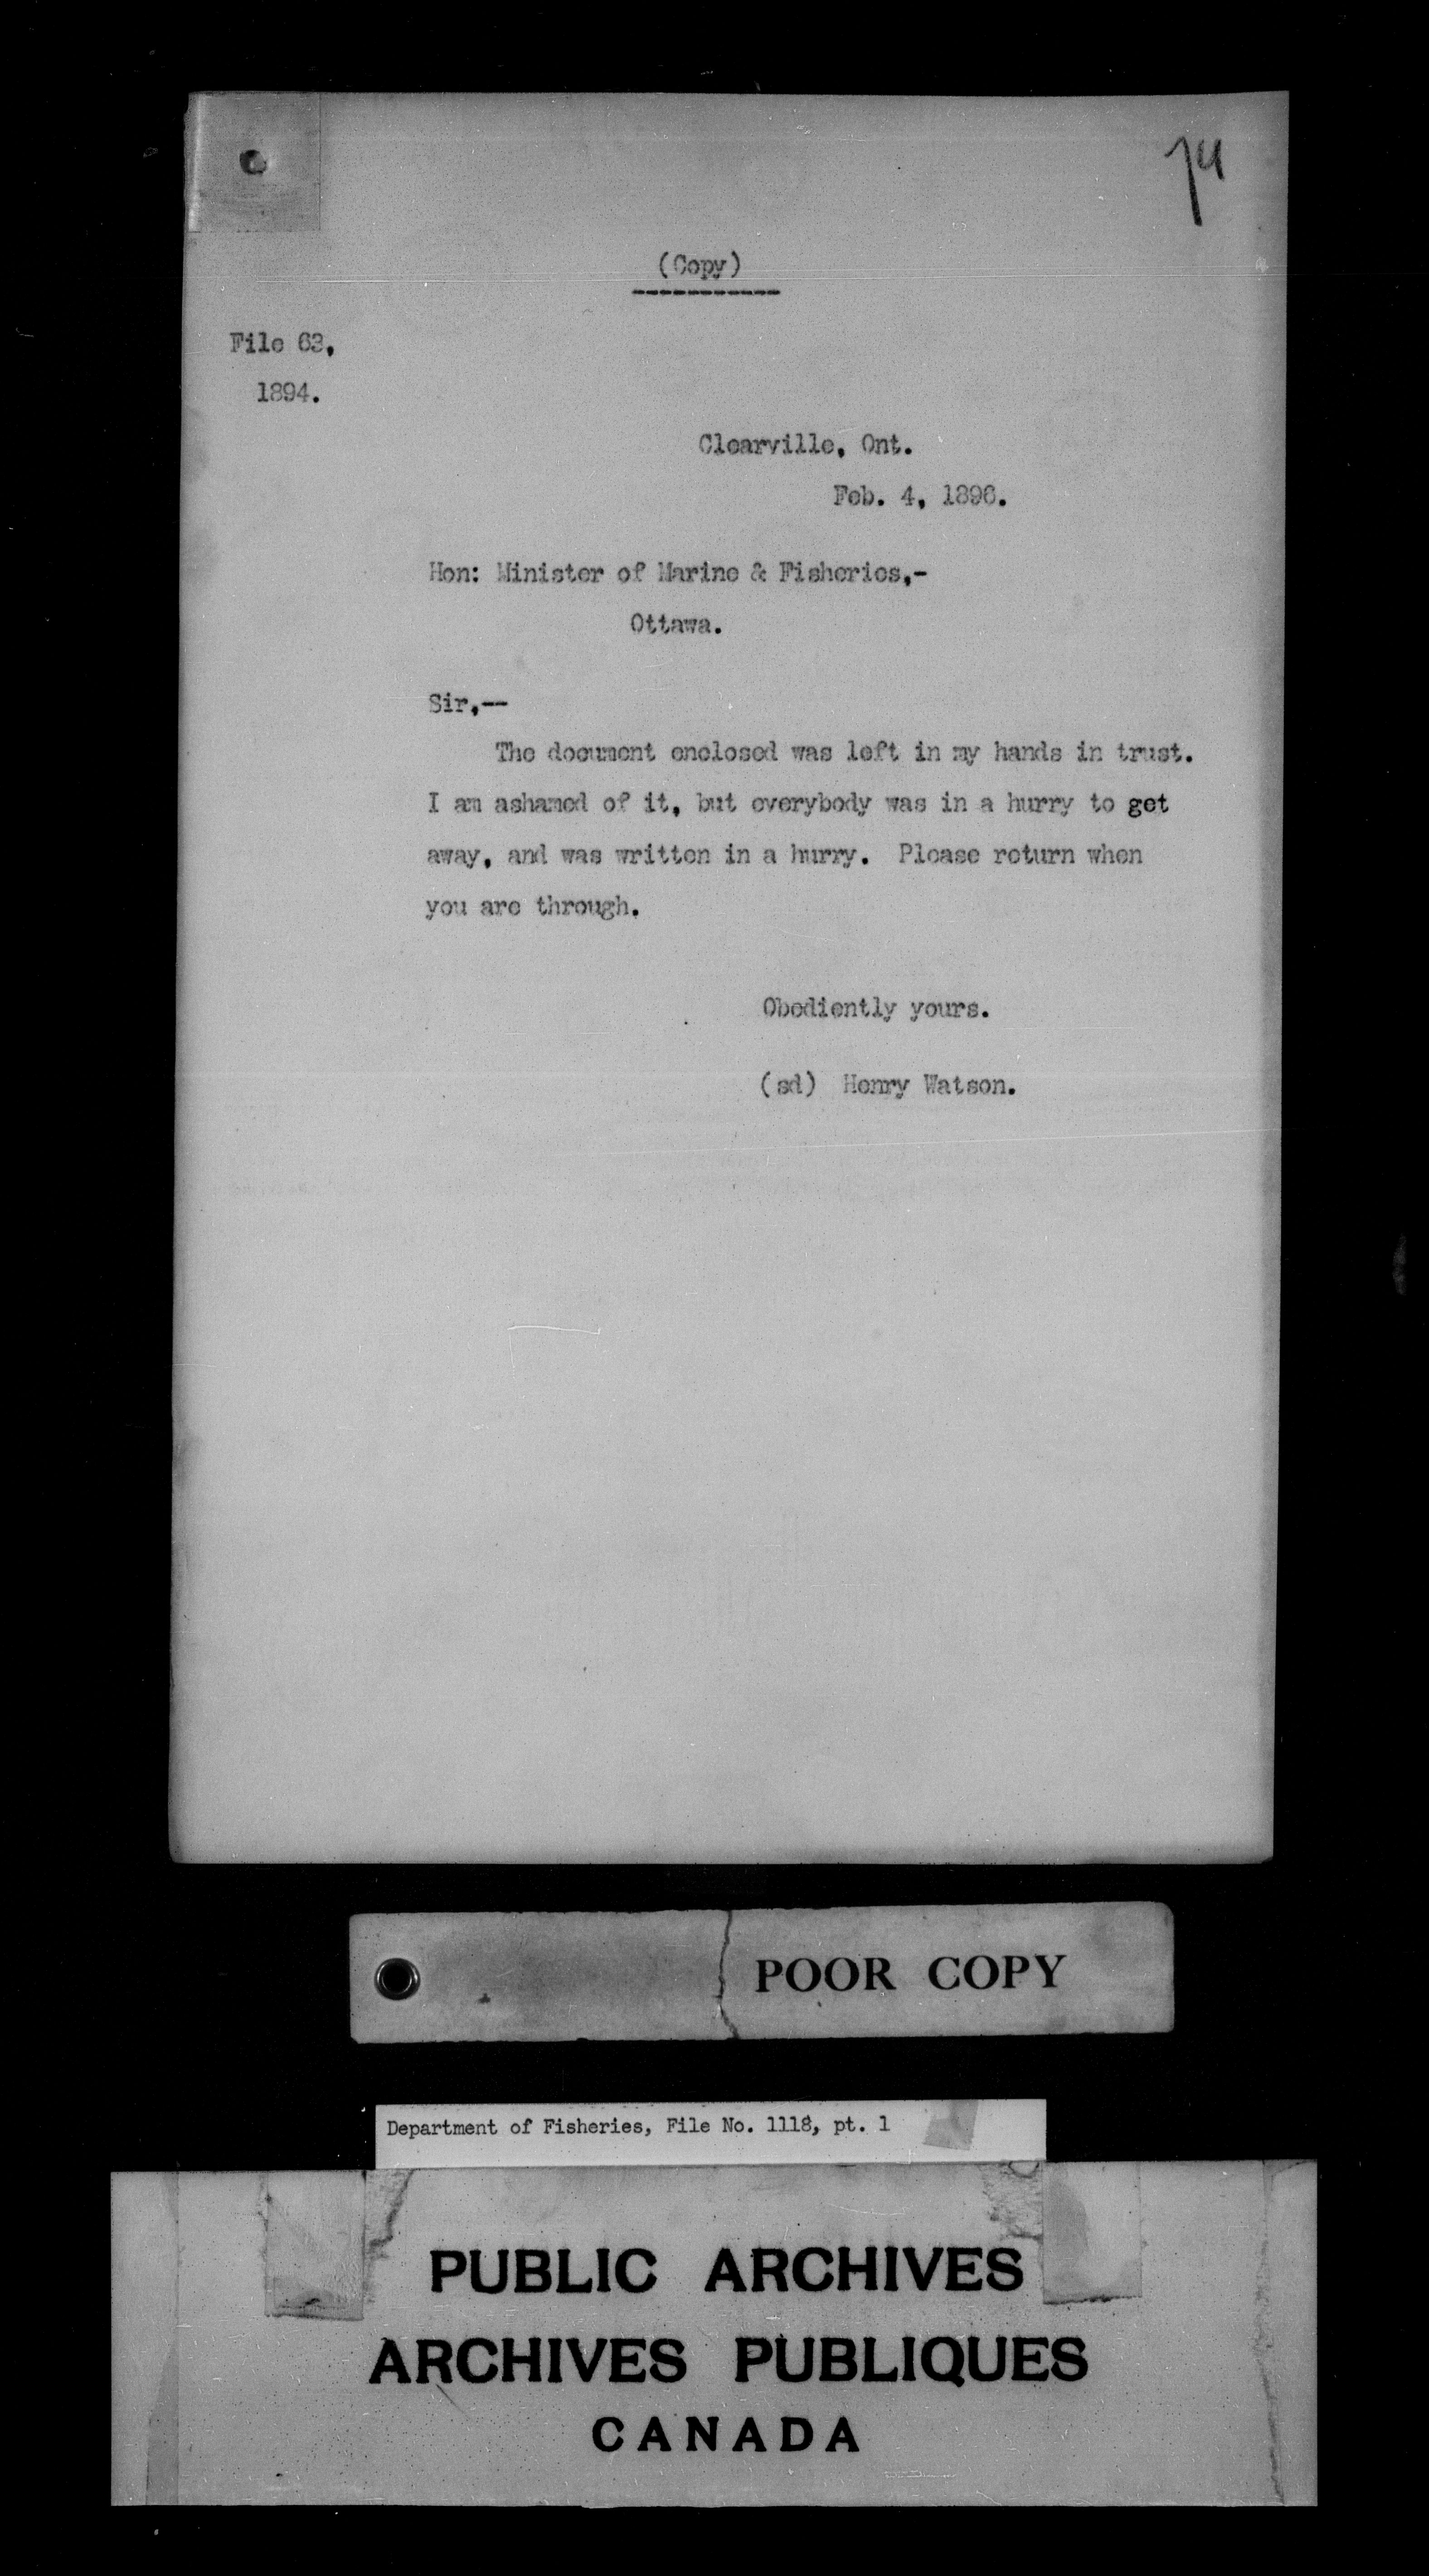 74
(Copy)
File 63,
1894.
Clearville, Ont.
Feb. 4, 1896.
Hon: Minister of Marine & Fisheries,-
Ottawa.
Sir,--
The document enclosed was left in my hands in trust.
I am ashamed of it, but everybody was in a hurry to get
away, and was written in a hurry. Please return when
you are through.
Obediently yours.
(sd) Henry Watson.
POOR COPY
Department of Fisheries, File No. 1118, pt. 1
PUBLIC ARCHIVES
ARCHIVES PUBLIQUES
CANADA